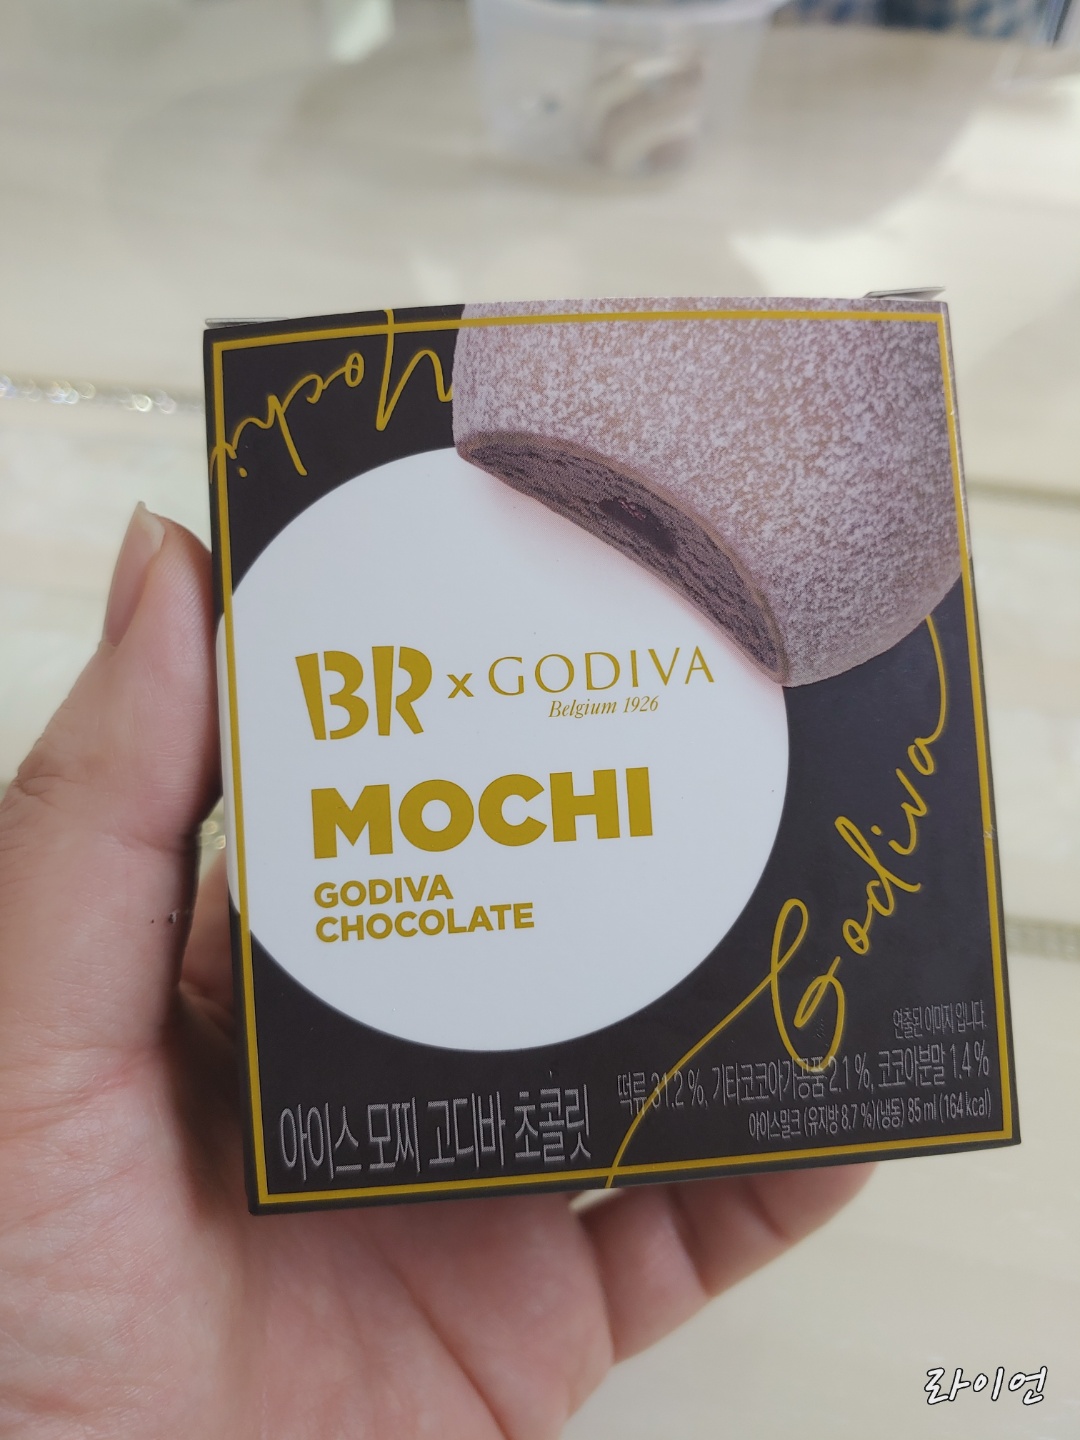 Mochi
BR x GODIVA
Belgium 1926
MOCHI
GODIVA
CHOCOLATE
Godiva
연출된 이미지 입니다.
떡류 31.2 %, 기타코코아가공품 2.1 %, 코코아분말 1.4 %
아이스밀크 (유지방 8.7 %)(냉동) 85 ml (164 kcal)
아이스 모찌 고디바 초콜릿
라이언